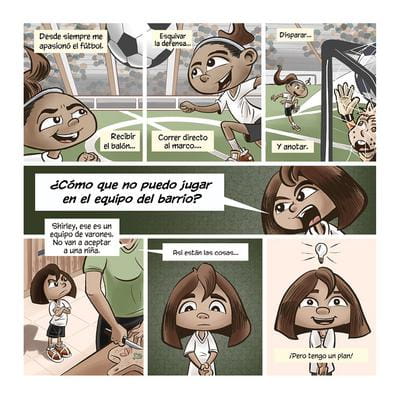 Desde siempre me
apasionó el fútbol.
Recibir
el balón...
Esquivar
la defensa...
Correr directo
al marco....
Disparar...
Y anotar.
¿Cómo que no puedo jugar
en el equipo del barrio?
Shirley, ese es un
equipo de varones.
No van a aceptar
a una niña.
Así están las cosas...
¡Pero tengo un plan!